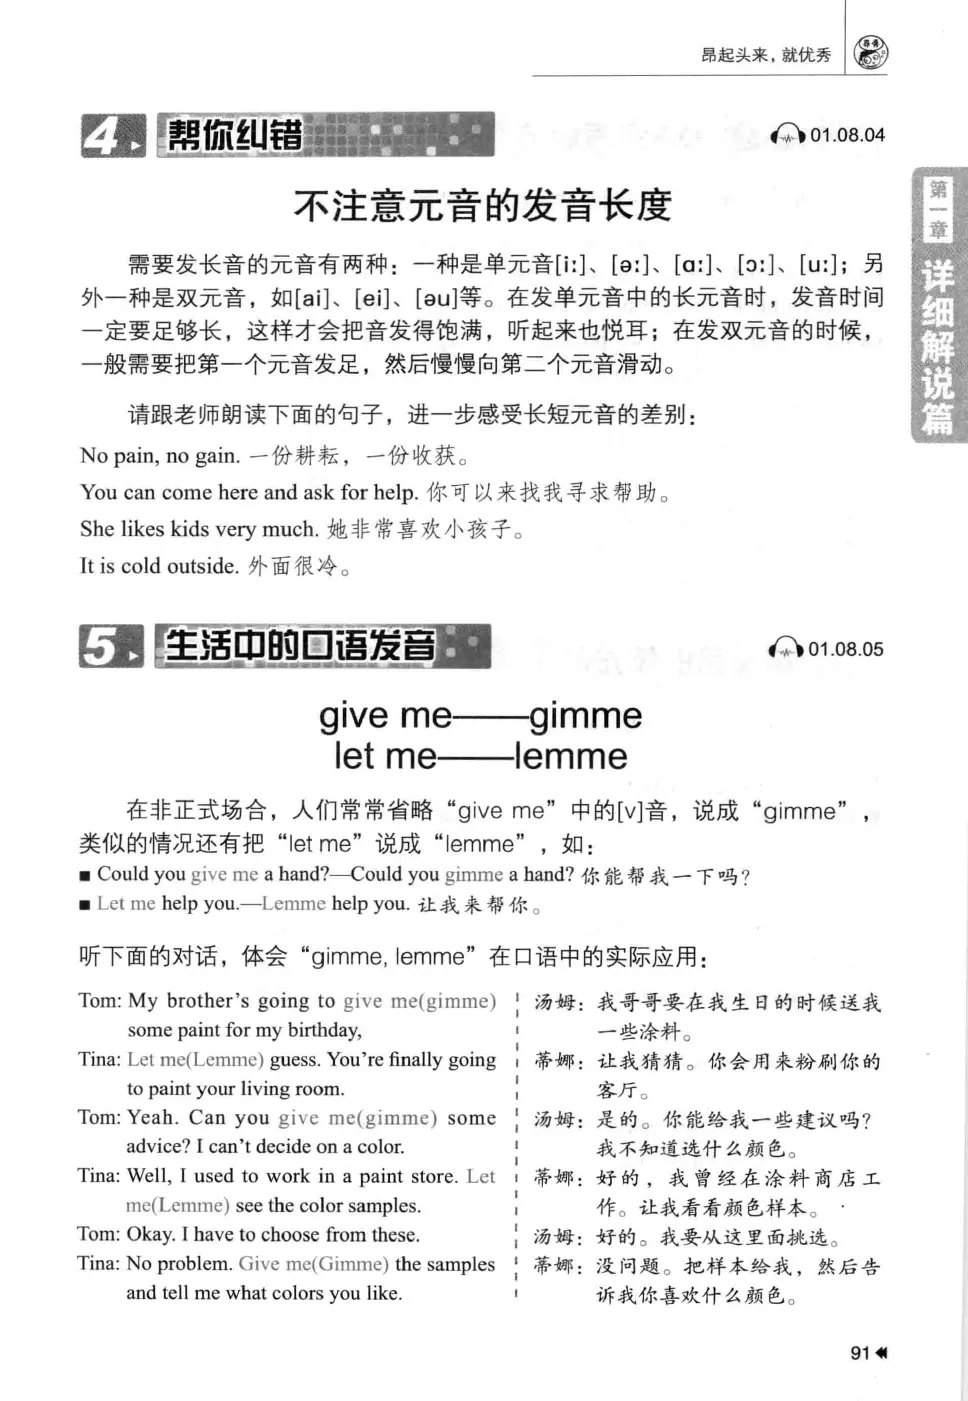 昂起头来，就优秀
昂秀
4 帮你纠错
01.08.04
不注意元音的发音长度
需要发长音的元音有两种：一种是单元音[i:]、[ə:]、[ɑ:]、[ɔ:]、[u:]；另
外一种是双元音，如[ai]、[ei]、[əu]等。在发单元音中的长元音时，发音时间
一定要足够长，这样才会把音发得饱满，听起来也悦耳；在发双元音的时候，
一般需要把第一个元音发足，然后慢慢向第二个元音滑动。
请跟老师朗读下面的句子，进一步感受长短元音的差别：
No pain, no gain. 一份耕耘，一份收获。
You can come here and ask for help. 你可以来找我寻求帮助。
She likes kids very much. 她非常喜欢小孩子。
It is cold outside. 外面很冷。
第一章 详细解说篇
5 生活中的口语发音
01.08.05
give me——gimme
let me——lemme
在非正式场合，人们常常省略“give me”中的[v]音，说成“gimme”，
类似的情况还有把“let me”说成“lemme”，如：
■ Could you give me a hand?—Could you gimme a hand? 你能帮我一下吗？
■ Let me help you.—Lemme help you. 让我来帮你。
听下面的对话，体会“gimme, lemme”在口语中的实际应用：
Tom: My brother’s going to give me(gimme)
some paint for my birthday,
Tina: Let me(Lemme) guess. You’re finally going
to paint your living room.
Tom: Yeah. Can you give me(gimme) some
advice? I can’t decide on a color.
Tina: Well, I used to work in a paint store. Let
me(Lemme) see the color samples.
Tom: Okay. I have to choose from these.
Tina: No problem. Give me(Gimme) the samples
and tell me what colors you like.
汤姆：我哥哥要在我生日的时候送我
一些涂料。
蒂娜：让我猜猜。你会用来粉刷你的
客厅。
汤姆：是的。你能给我一些建议吗？
我不知道选什么颜色。
蒂娜：好的，我曾经在涂料商店工
作。让我看看颜色样本。
汤姆：好的。我要从这里面挑选。
蒂娜：没问题。把样本给我，然后告
诉我你喜欢什么颜色。
91